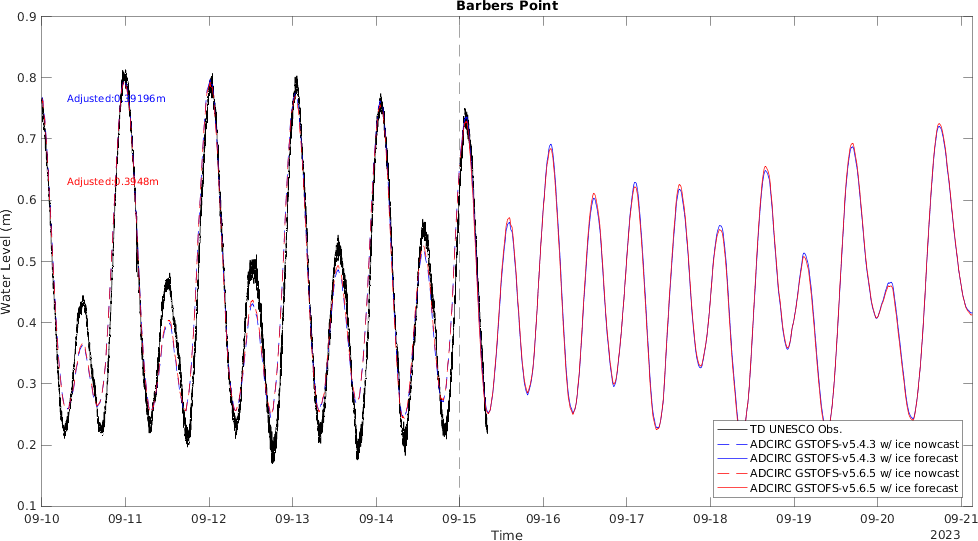 Barbers Point
0.9
0.8
0.7
0.6
0.5
0.4
0.3
0.2
0.1
Water Level (m)
Adjusted:0.39196m
Adjusted:0.3948m
TD UNESCO Obs.
ADCIRC GSTOFS-v5.4.3 w/ ice nowcast
ADCIRC GSTOFS-v5.4.3 w/ ice forecast
ADCIRC GSTOFS-v5.6.5 w/ ice nowcast
ADCIRC GSTOFS-v5.6.5 w/ ice forecast
09-10 09-11 09-12 09-13 09-14 09-15 09-16 09-17 09-18 09-19 09-20 09-21
Time
2023